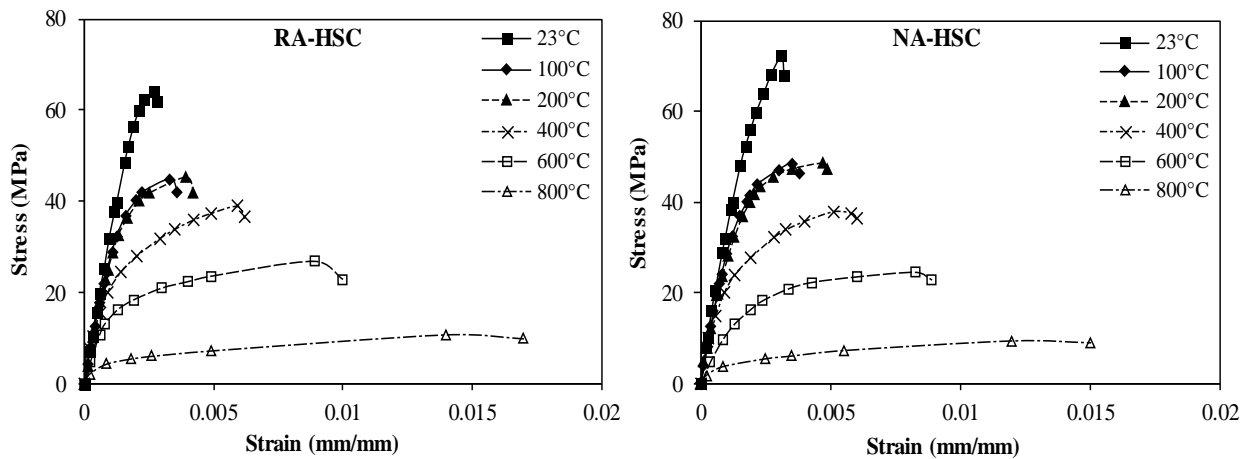 RA-HSC
80
60
40
20
0
Stress (MPa)
23°C
100°C
200°C
400°C
600°C
800°C
0 0.005 0.01 0.015 0.02
Strain (mm/mm)
NA-HSC
80
60
40
20
0
Stress (MPa)
23°C
100°C
200°C
400°C
600°C
800°C
0 0.005 0.01 0.015 0.02
Strain (mm/mm)